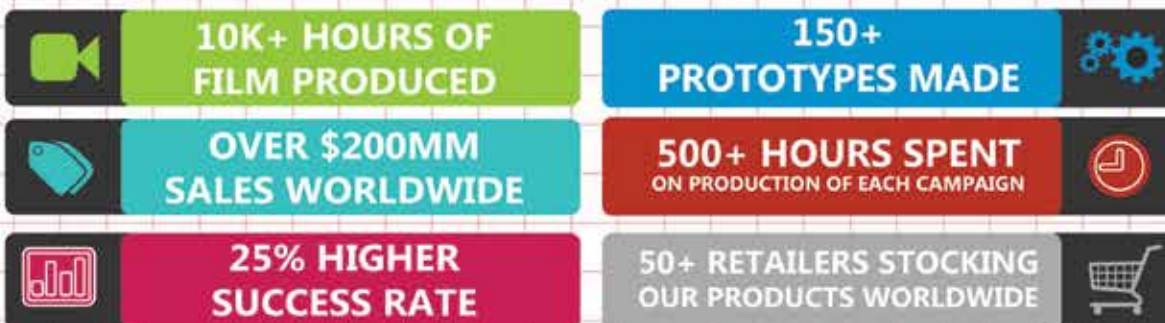 10K+ HOURS OF
FILM PRODUCED
150+
PROTOTYPES MADE
OVER $200MM
SALES WORLDWIDE
500+ HOURS SPENT
ON PRODUCTION OF EACH CAMPAIGN
25% HIGHER
SUCCESS RATE
50+ RETAILERS STOCKING
OUR PRODUCTS WORLDWIDE